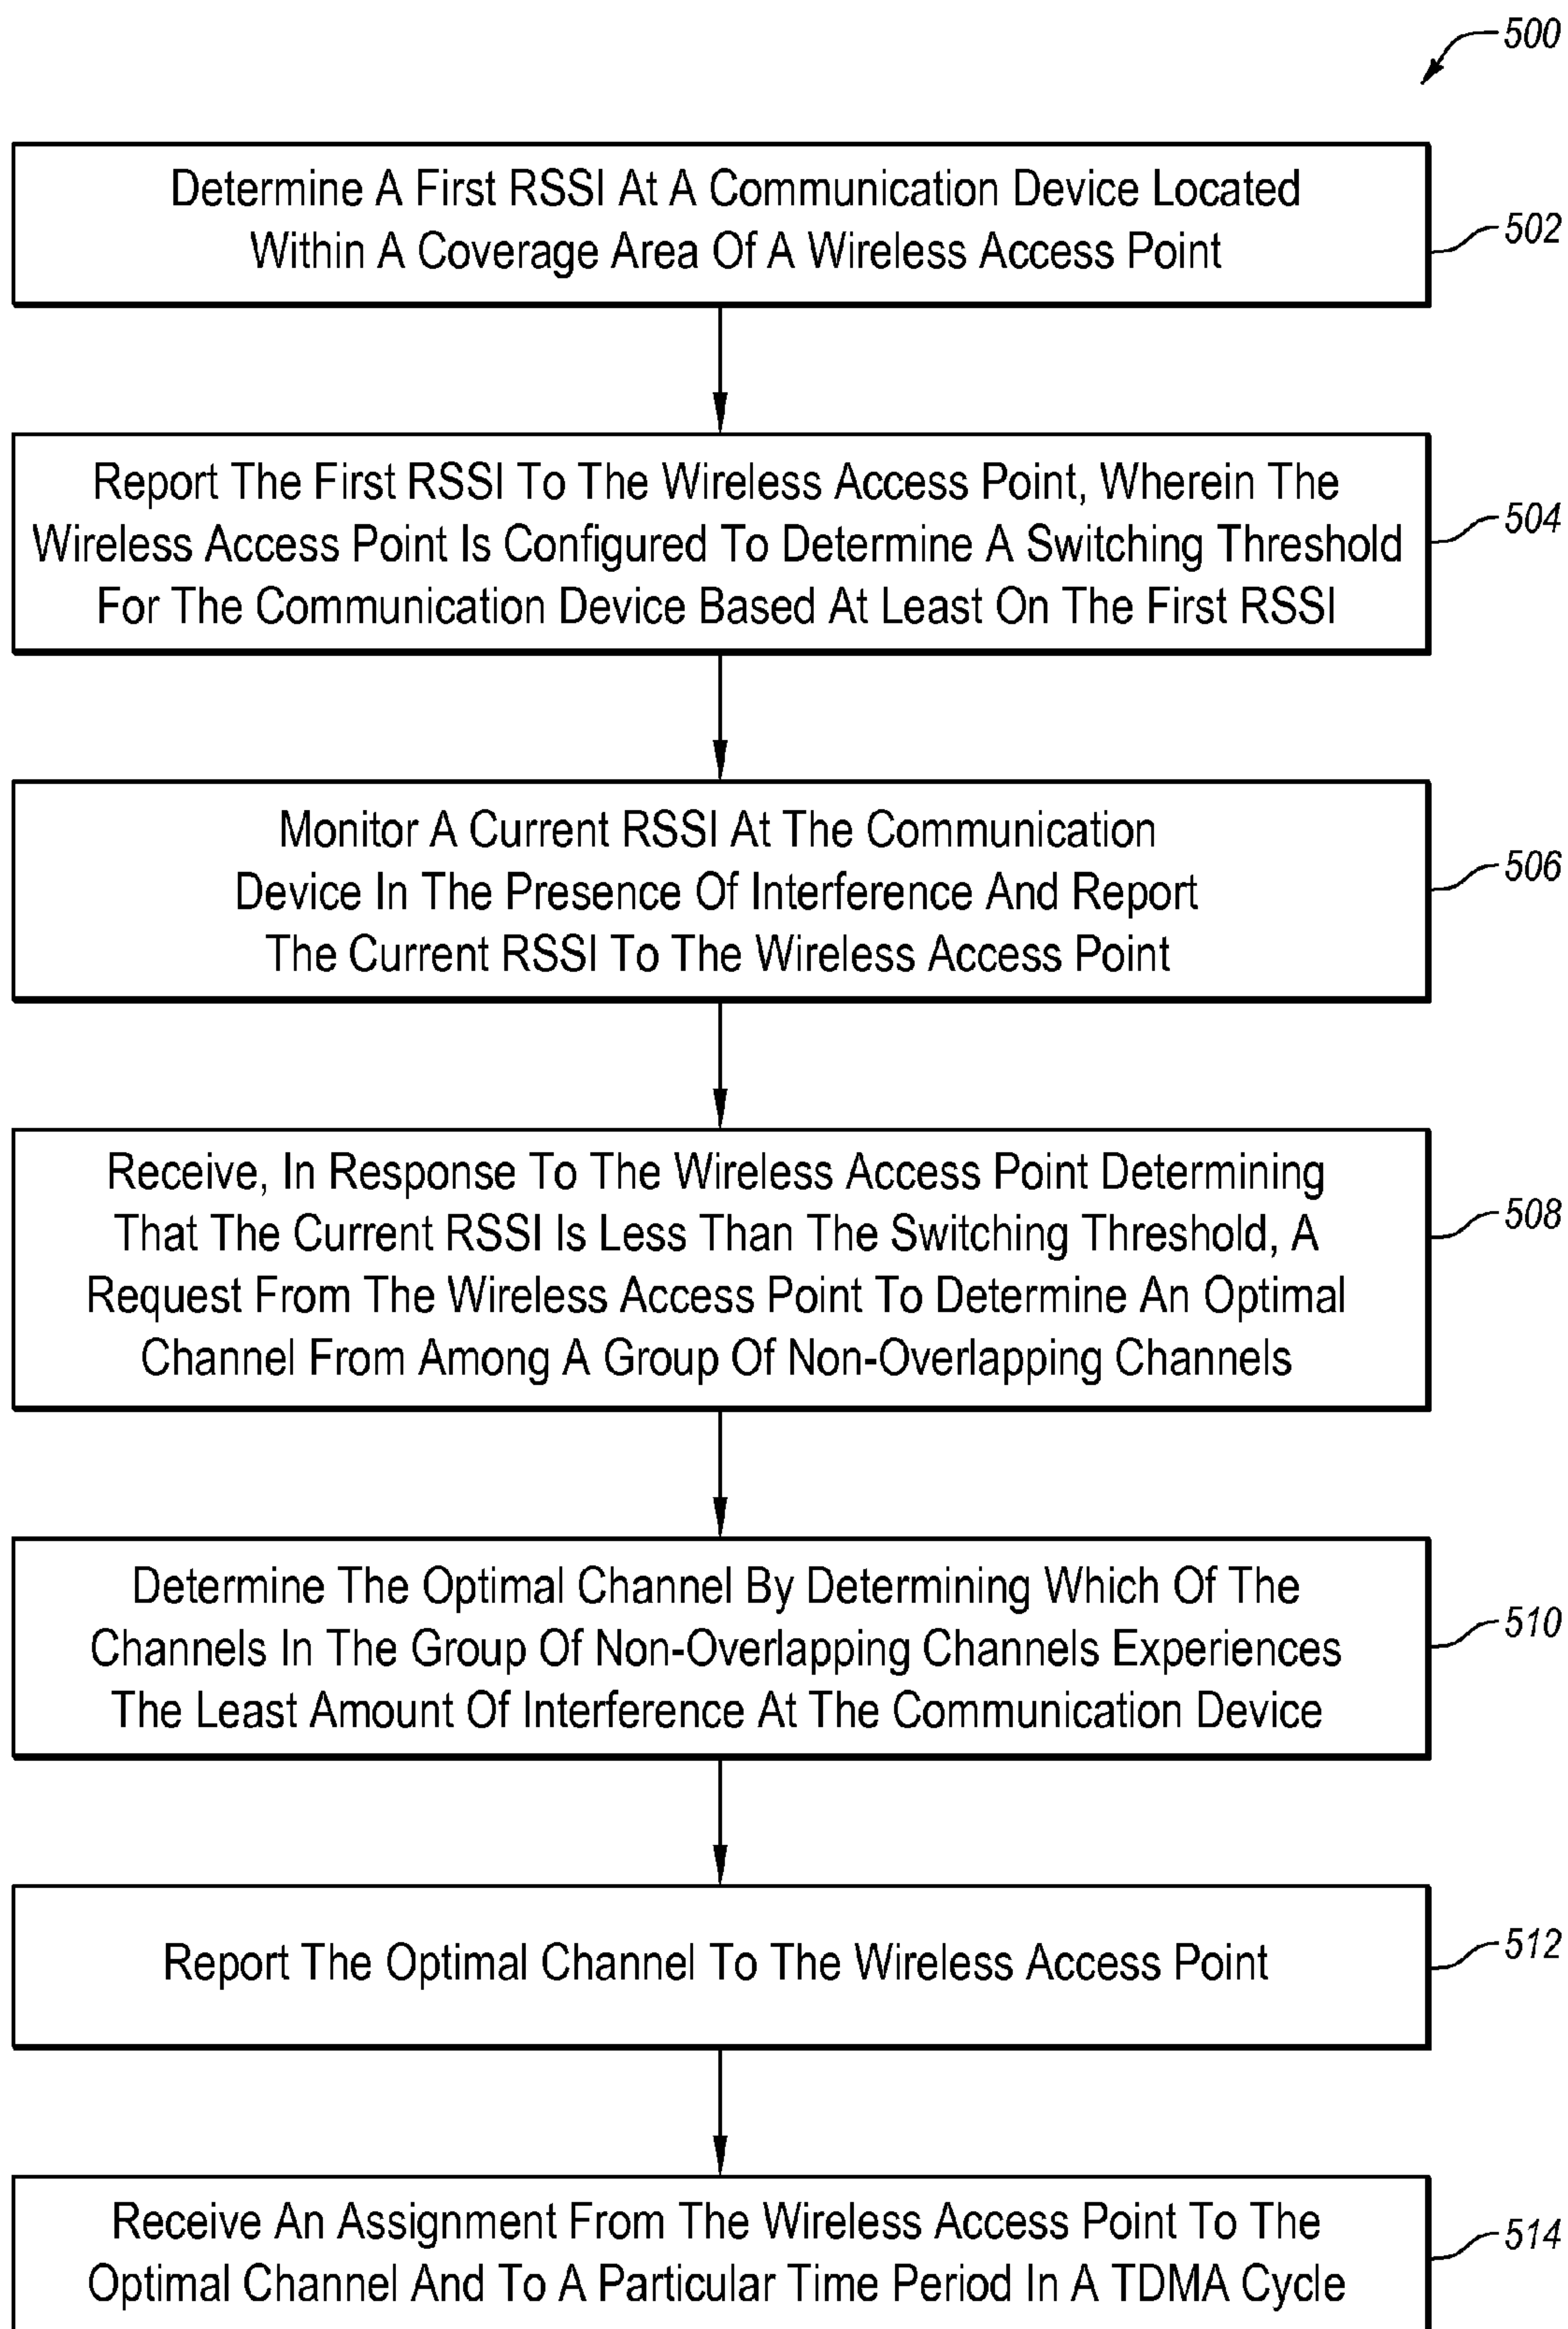 500
Determine A First RSSI At A Communication Device Located
Within A Coverage Area Of A Wireless Access Point
502
Report The First RSSI To The Wireless Access Point, Wherein The
Wireless Access Point Is Configured To Determine A Switching Threshold
For The Communication Device Based At Least On The First RSSI
504
Monitor A Current RSSI At The Communication
Device In The Presence Of Interference And Report
The Current RSSI To The Wireless Access Point
506
Receive, In Response To The Wireless Access Point Determining
That The Current RSSI Is Less Than The Switching Threshold, A
Request From The Wireless Access Point To Determine An Optimal
Channel From Among A Group Of Non-Overlapping Channels
508
Determine The Optimal Channel By Determining Which Of The
Channels In The Group Of Non-Overlapping Channels Experiences
The Least Amount Of Interference At The Communication Device
510
Report The Optimal Channel To The Wireless Access Point
512
Receive An Assignment From The Wireless Access Point To The
Optimal Channel And To A Particular Time Period In A TDMA Cycle
514